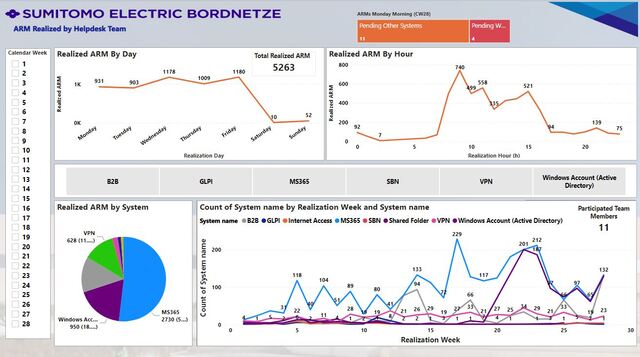 SUMITOMO ELECTRIC BORDNETZE
ARM Realized by Helpdesk Team
ARMs Monday Morning (CW28)
Pending Other Systems
11
Pending W...
4
Calendar Week
1
2
3
4
5
6
7
8
9
10
11
12
13
14
15
16
17
18
19
20
21
22
23
24
25
26
27
28
Realized ARM By Day
Total Realized ARM
5263
Realized ARM
1K
0K
931
903
1178
1009
1180
10
52
Monday
Tuesday
Wednesday
Thursday
Friday
Saturday
Sunday
Realization Day
Realized ARM By Hour
Realized ARM
800
600
400
200
0
92
7
740
499
558
335
521
94
139
75
0
5
10
15
20
Realization Hour (h)
B2B
GLPI
MS365
SBN
VPN
Windows Account (Active
Directory)
Realized ARM by System
VPN
628 (11....)
Windows Acc...
950 (18....)
MS365
2730 (5...)
Count of System name by Realization Week and System name
System name B2B GLPI Internet Access MS365 SBN Shared Folder VPN Windows Account (Active Directory)
Participated Team
Members
11
Count of System name
200
100
0
118
104
89
80
133
94
72
229
117
201
212
187
97
132
0
5
10
15
20
25
30
Realization Week